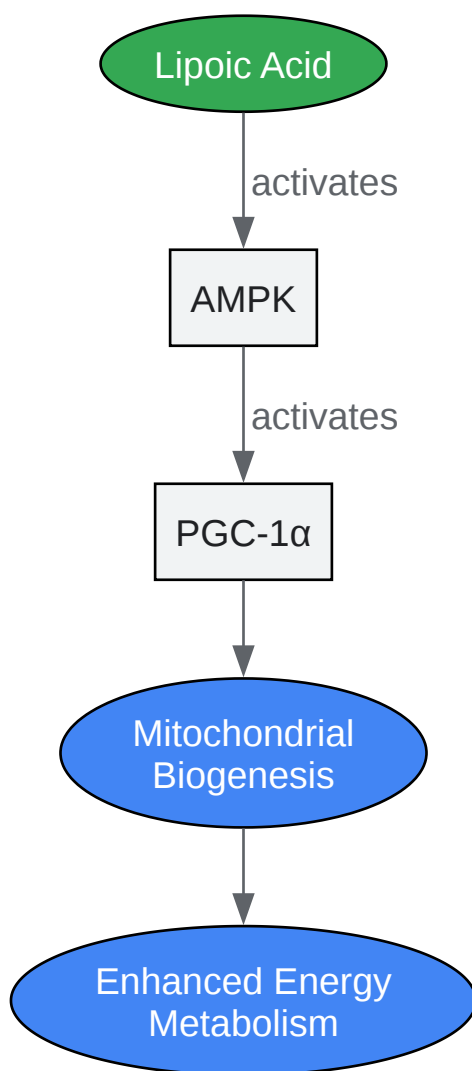 Lipoic Acid
activates
AMPK
activates
PGC-1α
Mitochondrial
Biogenesis
Enhanced Energy
Metabolism